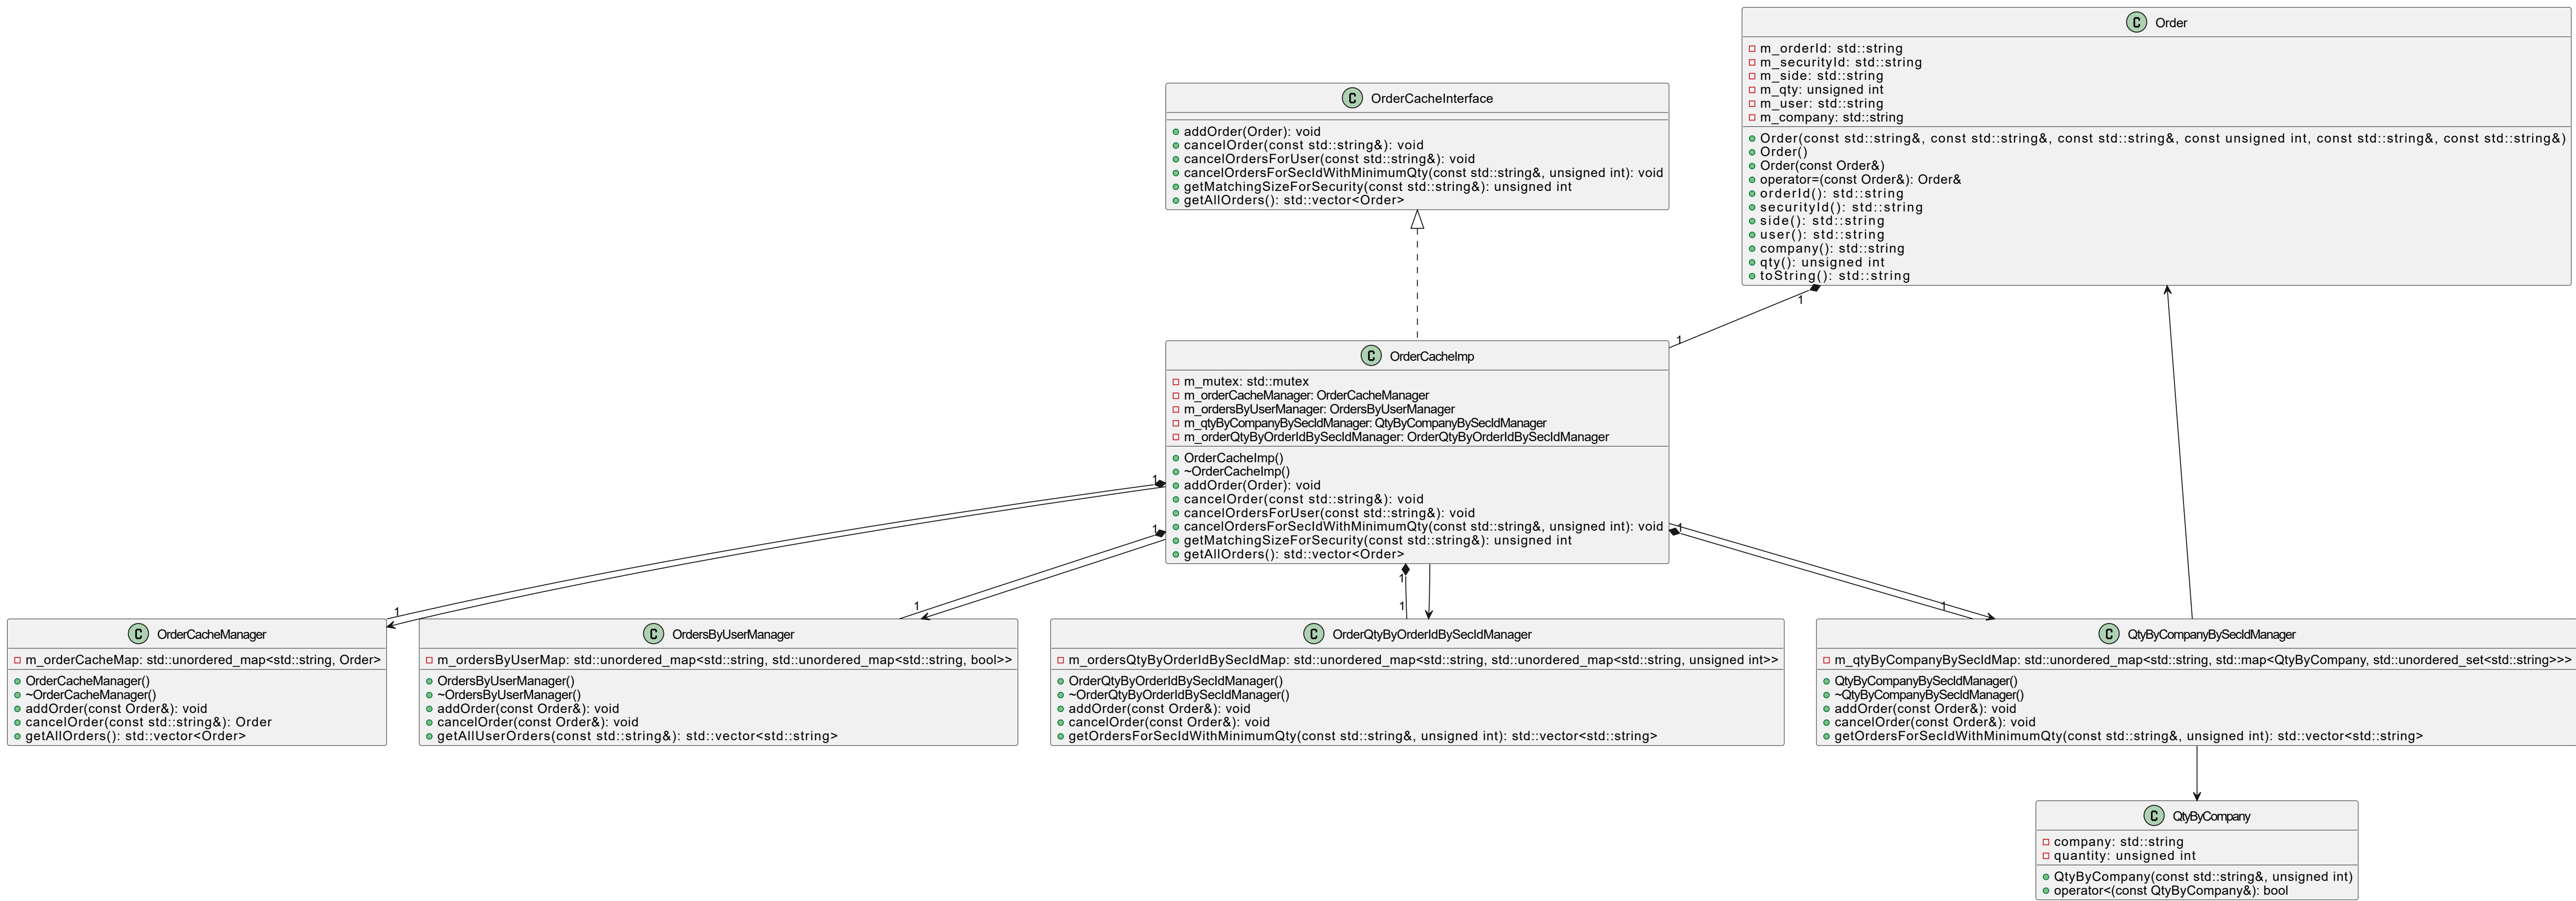 C Order
m_orderId: std::string
m_securityId: std::string
m_side: std::string
m_qty: unsigned int
m_user: std::string
m_company: std::string
Order(const std::string&, const std::string&, const std::string&, const unsigned int, const std::string&, const std::string&)
Order()
Order(const Order&)
operator=(const Order&): Order&
orderId(): std::string
securityId(): std::string
side(): std::string
user(): std::string
company(): std::string
qty(): unsigned int
toString(): std::string
C OrderCacheInterface
addOrder(Order): void
cancelOrder(const std::string&): void
cancelOrdersForUser(const std::string&): void
cancelOrdersForSecIdWithMinimumQty(const std::string&, unsigned int): void
getMatchingSizeForSecurity(const std::string&): unsigned int
getAllOrders(): std::vector<Order>
1
1
C OrderCacheImp
m_mutex: std::mutex
m_orderCacheManager: OrderCacheManager
m_ordersByUserManager: OrdersByUserManager
m_qtyByCompanyBySecIdManager: QtyByCompanyBySecIdManager
m_orderQtyByOrderIdBySecIdManager: OrderQtyByOrderIdBySecIdManager
OrderCacheImp()
~OrderCacheImp()
addOrder(Order): void
cancelOrder(const std::string&): void
cancelOrdersForUser(const std::string&): void
cancelOrdersForSecIdWithMinimumQty(const std::string&, unsigned int): void
getMatchingSizeForSecurity(const std::string&): unsigned int
getAllOrders(): std::vector<Order>
1
1
1
1
1
1
1
1
C OrderCacheManager
m_orderCacheMap: std::unordered_map<std::string, Order>
OrderCacheManager()
~OrderCacheManager()
addOrder(const Order&): void
cancelOrder(const std::string&): Order
getAllOrders(): std::vector<Order>
C OrdersByUserManager
m_ordersByUserMap: std::unordered_map<std::string, std::unordered_map<std::string, bool>>
OrdersByUserManager()
~OrdersByUserManager()
addOrder(const Order&): void
cancelOrder(const Order&): void
getAllUserOrders(const std::string&): std::vector<std::string>
C OrderQtyByOrderIdBySecIdManager
m_ordersQtyByOrderIdBySecIdMap: std::unordered_map<std::string, std::unordered_map<std::string, unsigned int>>
OrderQtyByOrderIdBySecIdManager()
~OrderQtyByOrderIdBySecIdManager()
addOrder(const Order&): void
cancelOrder(const Order&): void
getOrdersForSecIdWithMinimumQty(const std::string&, unsigned int): std::vector<std::string>
C QtyByCompanyBySecIdManager
m_qtyByCompanyBySecIdMap: std::unordered_map<std::string, std::map<QtyByCompany, std::unordered_set<std::string>>>
QtyByCompanyBySecIdManager()
~QtyByCompanyBySecIdManager()
addOrder(const Order&): void
cancelOrder(const Order&): void
getOrdersForSecIdWithMinimumQty(const std::string&, unsigned int): std::vector<std::string>
C QtyByCompany
company: std::string
quantity: unsigned int
QtyByCompany(const std::string&, unsigned int)
operator<(const QtyByCompany&): bool